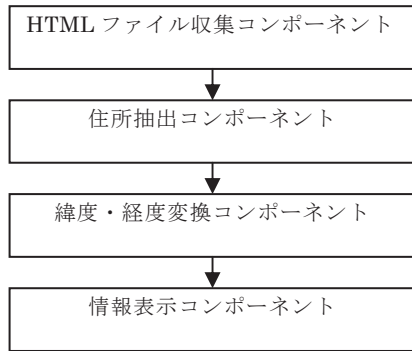 HTML ファイル収集コンポーネント
住所抽出コンポーネント
緯度・経度変換コンポーネント
情報表示コンポーネント